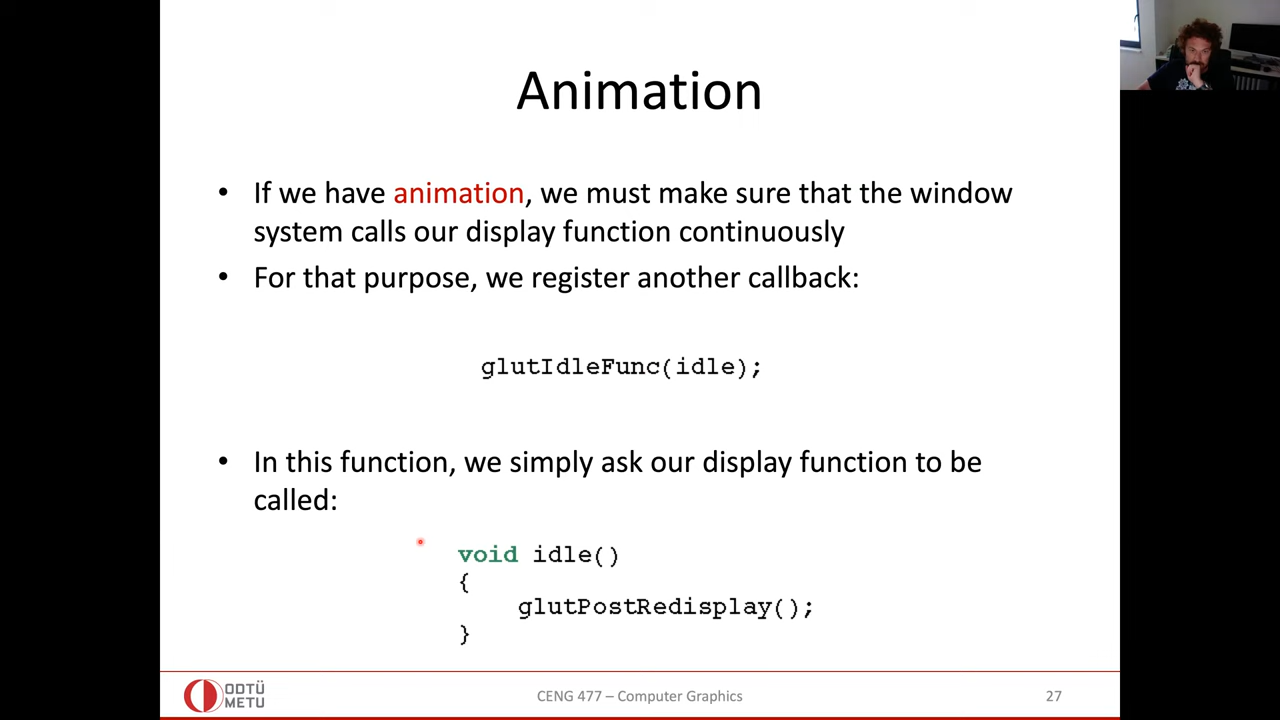 Animation
• If we have animation, we must make sure that the window
system calls our display function continuously
• For that purpose, we register another callback:
glutIdleFunc(idle);
• In this function, we simply ask our display function to be
called:
void idle()
{
glutPostRedisplay();
}
ODTÜ
METU
CENG 477 – Computer Graphics
27